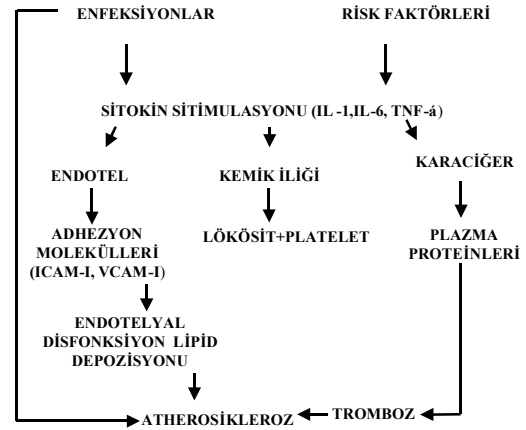 ENFEKSİYONLAR
RİSK FAKTÖRLERİ
SİTOKİN SİTİMULASYONU (IL -1,IL-6, TNF-á)
ENDOTEL
KEMİK İLİĞİ
KARACİĞER
ADHEZYON
MOLEKÜLLERİ
(ICAM-I, VCAM-I)
LÖKÖSİT+PLATELET
PLAZMA
PROTEİNLERİ
ENDOTELYAL
DİSFONKSİYON LİPİD
DEPOZİSYONU
ATHEROSİKLEROZ
TROMBOZ